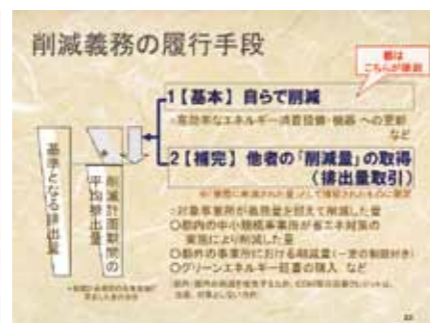 削減義務の履行手段
都は
こちらが原則
1【基本】 自らで削減
○高効率なエネルギー消費設備・機器 への更新
など
2【補完】 他者の「削減量」の取得
(排出量取引)
基準となる排出量
削減計画期間の
平均排出量
○対象事業所が義務量を超えて削減した量
○都内の中小規模事業所が省エネ対策の
実施により削減した量
○都外の事業所における削減量(一定の制限付き)
○グリーンエネルギー証書の購入 など